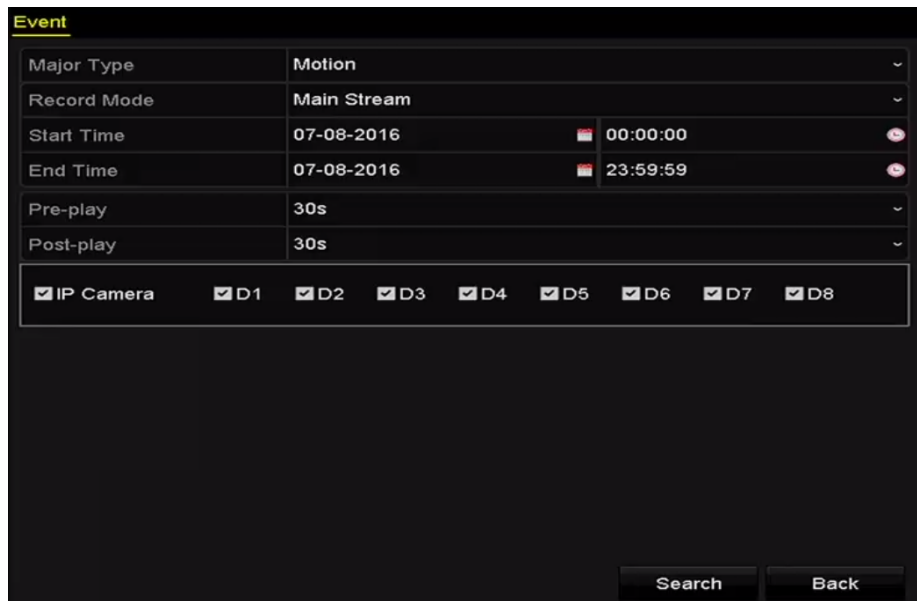 Event
Major Type Motion
Record Mode Main Stream
Start Time 07-08-2016 00:00:00
End Time 07-08-2016 23:59:59
Pre-play 30s
Post-play 30s
IP Camera D1 D2 D3 D4 D5 D6 D7 D8
Search Back